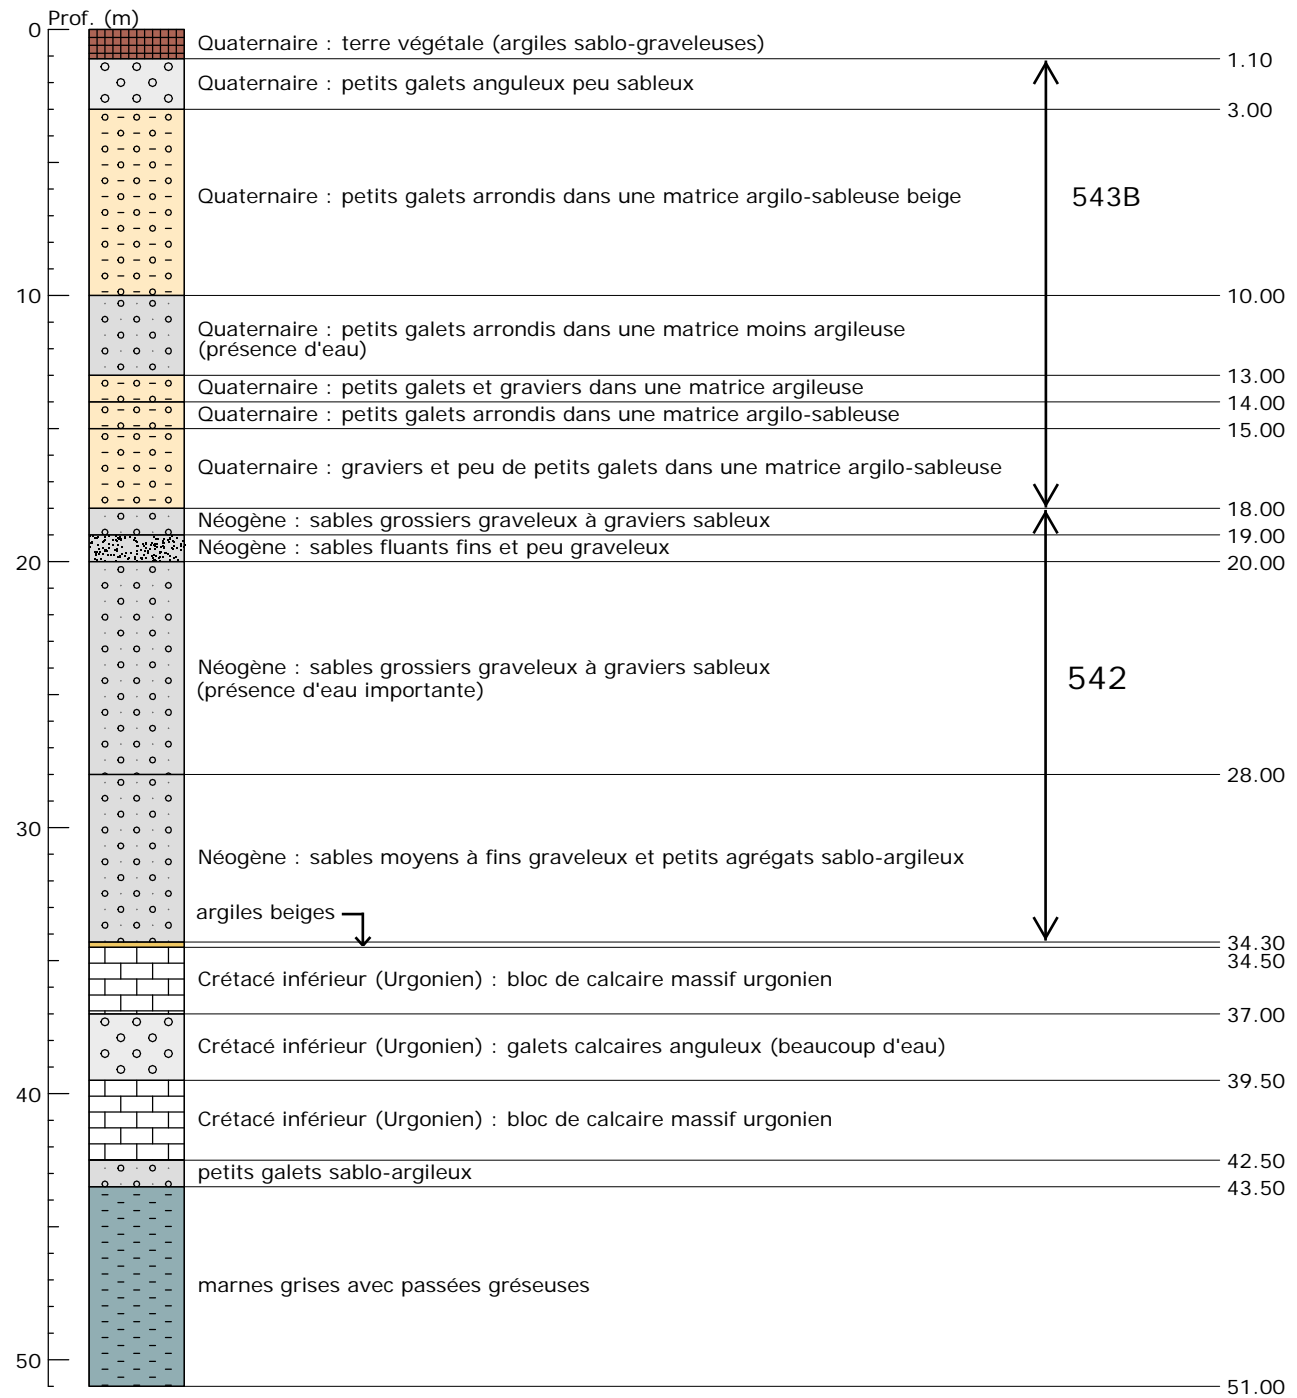 Prof. (m)
0
Quaternaire : terre végétale (argiles sablo-graveleuses)
1.10
Quaternaire : petits galets anguleux peu sableux
3.00
Quaternaire : petits galets arrondis dans une matrice argilo-sableuse beige
543B
10
10.00
Quaternaire : petits galets arrondis dans une matrice moins argileuse
(présence d'eau)
13.00
Quaternaire : petits galets et graviers dans une matrice argileuse
14.00
Quaternaire : petits galets arrondis dans une matrice argilo-sableuse
15.00
Quaternaire : graviers et peu de petits galets dans une matrice argilo-sableuse
18.00
Néogène : sables grossiers graveleux à graviers sableux
19.00
Néogène : sables fluants fins et peu graveleux
20
20.00
Néogène : sables grossiers graveleux à graviers sableux
(présence d'eau importante)
542
28.00
30
Néogène : sables moyens à fins graveleux et petits agrégats sablo-argileux
argiles beiges
34.30
34.50
Crétacé inférieur (Urgonien) : bloc de calcaire massif urgonien
37.00
Crétacé inférieur (Urgonien) : galets calcaires anguleux (beaucoup d'eau)
39.50
40
Crétacé inférieur (Urgonien) : bloc de calcaire massif urgonien
42.50
petits galets sablo-argileux
43.50
marnes grises avec passées gréseuses
50
51.00